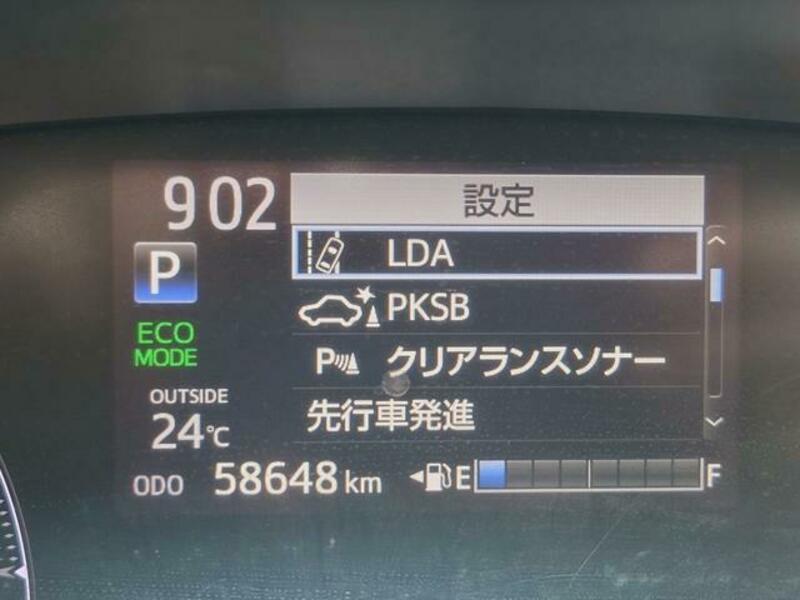 9 02
設定
LDA
PKSB
P クリアランスソナー
先行車発進
P
ECO
MODE
OUTSIDE
24℃
ODO 58648 km
E F